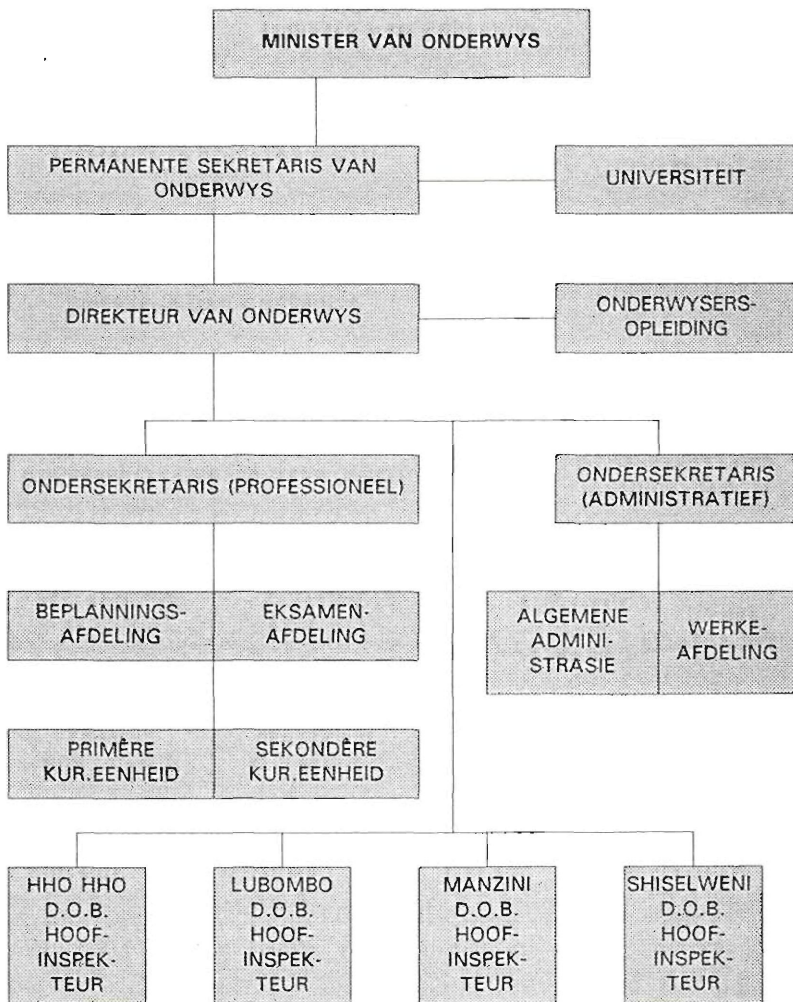 MINISTER VAN ONDERWYS
PERMANENTE SEKRETARIS VAN
ONDERWYS
UNIVERSITEIT
DIREKTEUR VAN ONDERWYS
ONDERWYSERS-
OPLEIDING
ONDERSEKRETARIS (PROFESSIONEEL)
ONDERSEKRETARIS
(ADMINISTRATIEF)
BEPLANNINGS-
AFDELING
EKSAMEN-
AFDELING
ALGEMENE
ADMINI-
STRASIE
WERKE-
AFDELING
PRIMÊRE
KUR.EENHEID
SEKONDÊRE
KUR.EENHEID
HHO HHO
D.O.B.
HOOF-
INSPEK-
TEUR
LUBOMBO
D.O.B.
HOOF-
INSPEK-
TEUR
MANZINI
D.O.B.
HOOF-
INSPEK-
TEUR
SHISELWENI
D.O.B.
HOOF-
INSPEK-
TEUR